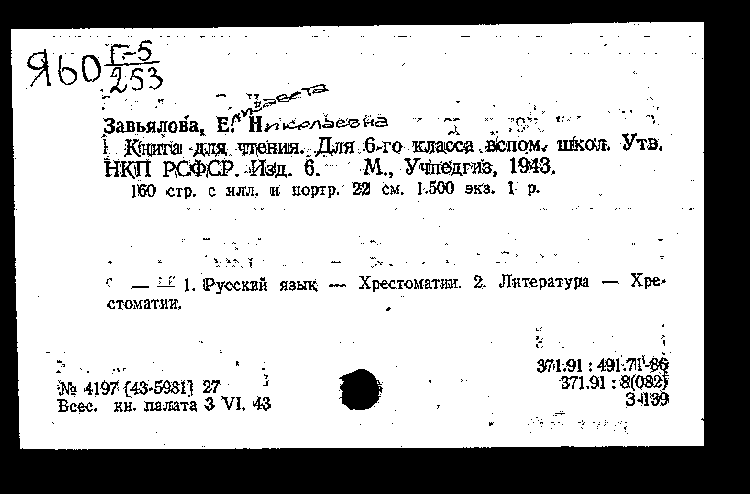 Я60 Г-5
253
Елизавета
Завьялова, Е. Николаевна
Книга для чтения. Для 6-го класса вспом. школ. Утв.
НКП РСФСР. Изд. 6. М., Учпедгиз, 1943.
160 стр. с илл. и портр. 22 см. 1.500 экз. 1 р.
— 1. Русский язык — Хрестоматии. 2. Литература — Хре-
стоматии.
371.91 : 491.71-86
№ 4197 [43-5981] 27
371.91 : 8(082)
Всес. кн. палата 3 VI. 43
З-139